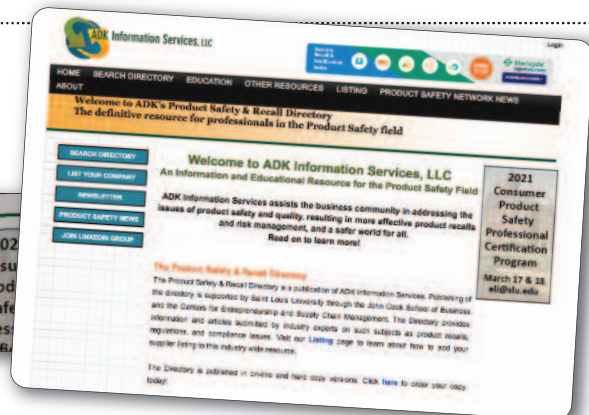 ADK Information Services, LLC
Login
Stericycle
HOME SEARCH DIRECTORY EDUCATION OTHER RESOURCES LISTING PRODUCT SAFETY NETWORK NEWS
ABOUT
Welcome to ADK's Product Safety & Recall Directory
The definitive resource for professionals in the Product Safety field
SEARCH DIRECTORY
LIST YOUR COMPANY
NEWSLETTER
PRODUCT SAFETY NEWS
JOIN LINKEDIN GROUP
Welcome to ADK Information Services, LLC
An Information and Educational Resource for the Product Safety Field
ADK Information Services assists the business community in addressing the
issues of product safety and quality, resulting in more effective product recalls
and risk management, and a safer world for all.
Read on to learn more!
The Product Safety & Recall Directory
The Product Safety & Recall Directory is a publication of ADK Information Services. Publishing of
the directory is supported by Saint Louis University through the John Cook School of Business
and the Centers for Entrepreneurship and Supply Chain Management. The Directory provides
information and articles submitted by industry experts on such subjects as product recalls,
regulations, and compliance issues. Visit our Listing page to learn about how to add your
supplier listing to this industry wide resource.
The Directory is published in on-line and hard copy versions. Click here to order your copy
today!
2021
Consumer
Product
Safety
Professional
Certification
Program
March 17 & 18
eli@slu.edu